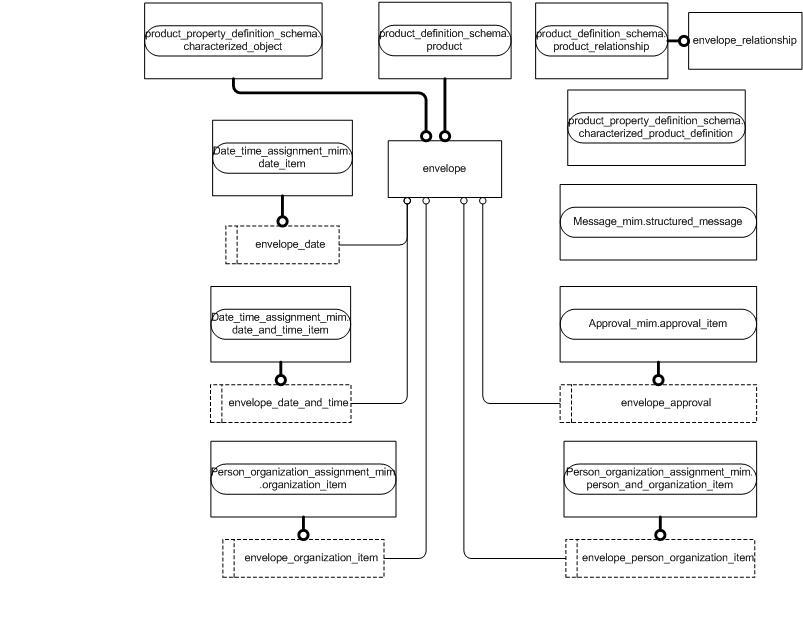 product_property_definition_schema.
characterized_object
product_definition_schema.
product
product_definition_schema.
product_relationship
envelope_relationship
product_property_definition_schema.
characterized_product_definition
Date_time_assignment_mim.
date_item
envelope
envelope_date
Message_mim.structured_message
Date_time_assignment_mim.
date_and_time_item
Approval_mim.approval_item
envelope_date_and_time
envelope_approval
Person_organization_assignment_mim
.organization_item
Person_organization_assignment_mim.
person_and_organization_item
envelope_organization_item
envelope_person_organization_item